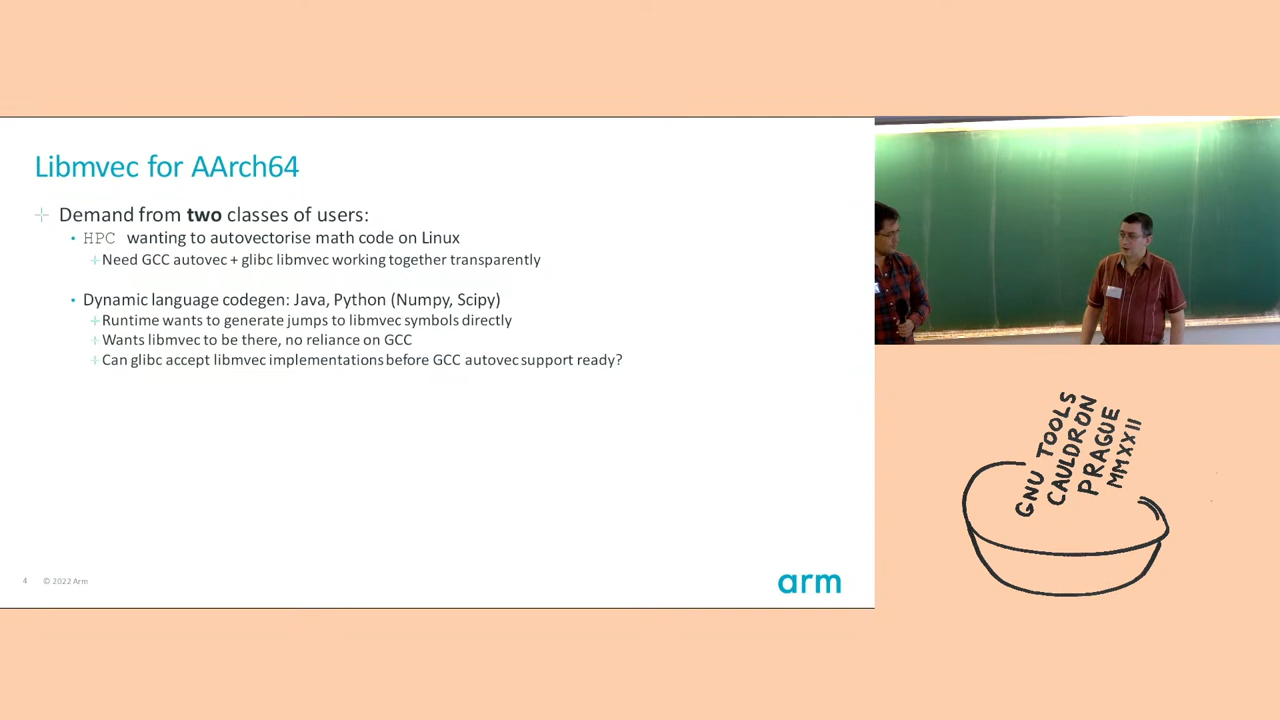 Libmvec for AArch64
Demand from two classes of users:
HPC wanting to autovectorise math code on Linux
Need GCC autovec + glibc libmvec working together transparently
Dynamic language codegen: Java, Python (Numpy, Scipy)
Runtime wants to generate jumps to libmvec symbols directly
Wants libmvec to be there, no reliance on GCC
Can glibc accept libmvec implementations before GCC autovec support ready?
4 © 2022 Arm
arm
GNU TOOLS
CAULDRON
PRAGUE
MMXXII